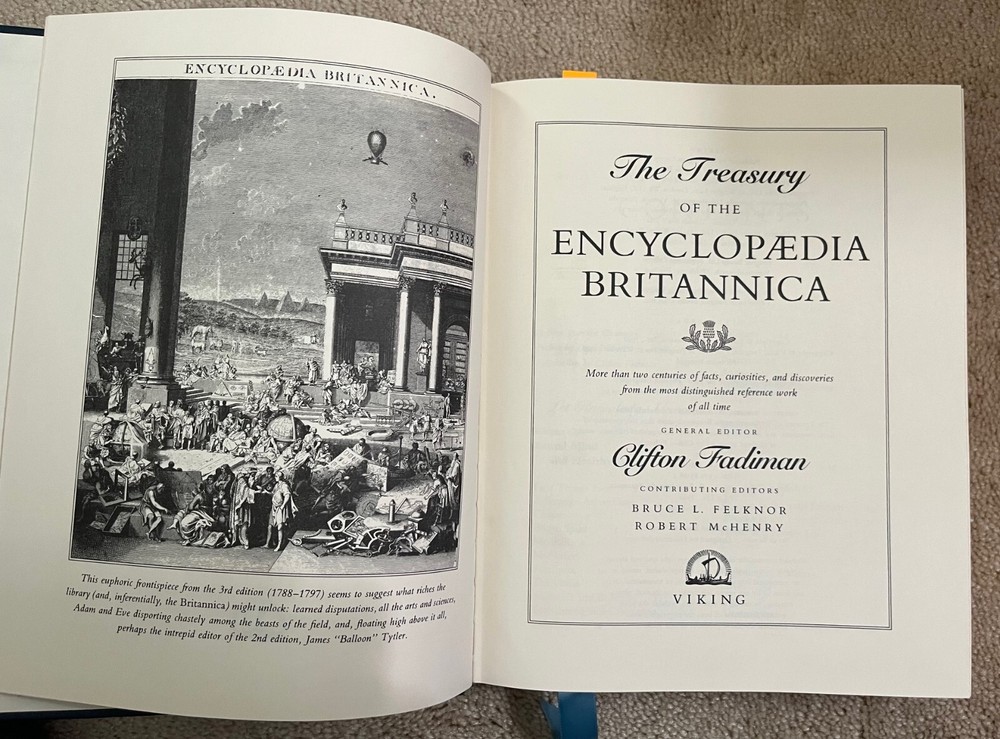 ENCYCLOPÆDIA BRITANNICA.
This euphoric frontispiece from the 3rd edition (1788–1797) seems to suggest what riches the
library (and, inferentially, the Britannica) might unlock: learned disputations, all the arts and sciences,
Adam and Eve disporting chastely among the beasts of the field, and, floating high above it all,
perhaps the intrepid editor of the 2nd edition, James “Balloon” Tytler.
The Treasury
OF THE
ENCYCLOPÆDIA
BRITANNICA
More than two centuries of facts, curiosities, and discoveries
from the most distinguished reference work
of all time
GENERAL EDITOR
Clifton Fadiman
CONTRIBUTING EDITORS
BRUCE L. FELKNOR
ROBERT McHENRY
VIKING